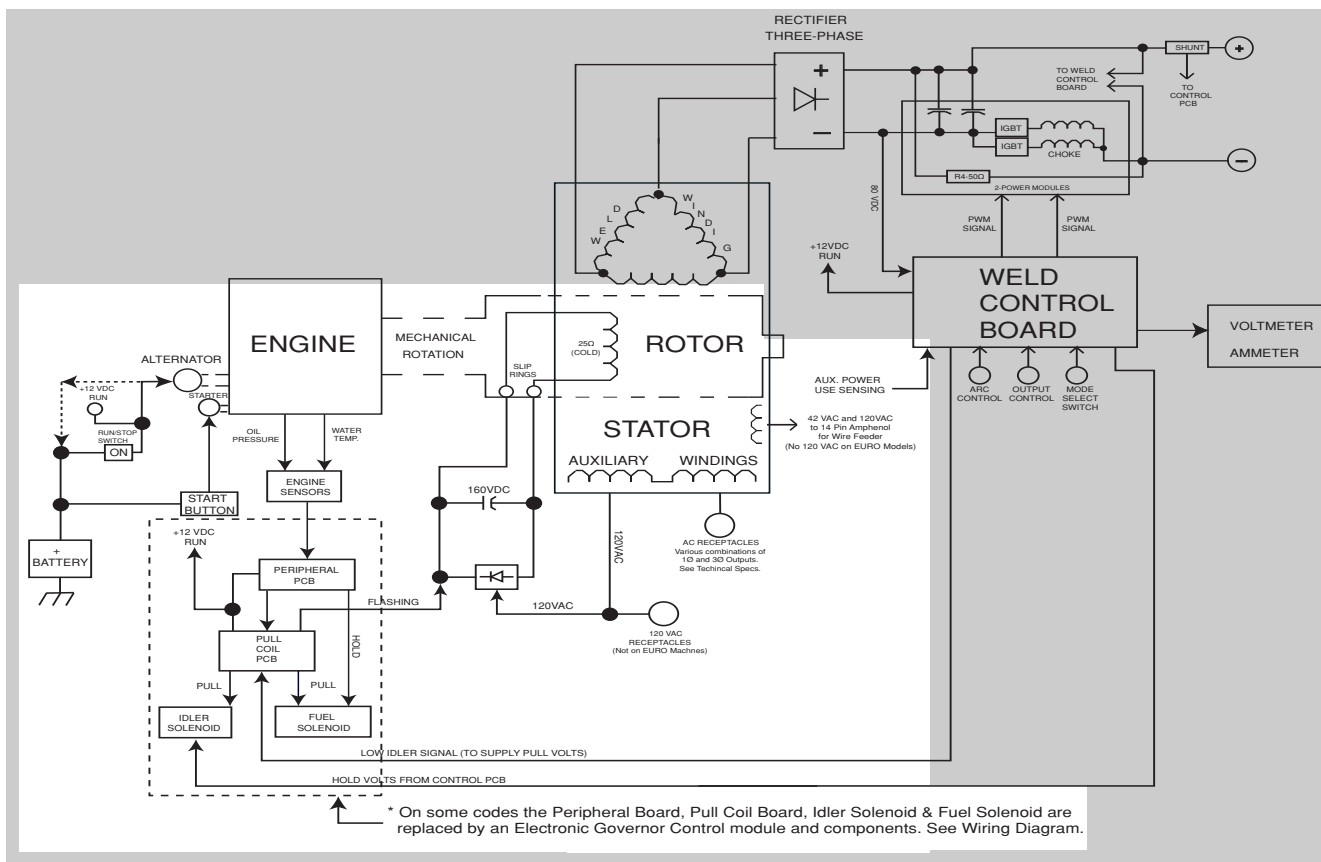 RECTIFIER
THREE-PHASE
+
−
SHUNT
+
TO WELD
CONTROL
BOARD
TO
CONTROL
PCB
IGBT
IGBT
CHOKE
R4-50Ω
2-POWER MODULES
−
80 VDC
PWM
SIGNAL
PWM
SIGNAL
WELD
WINDIG
+12VDC
RUN
WELD
CONTROL
BOARD
VOLTMETER
AMMETER
ENGINE
MECHANICAL
ROTATION
25Ω
(COLD)
ROTOR
SLIP
RINGS
ALTERNATOR
+12 VDC
RUN
STARTER
RUN/STOP
SWITCH
ON
OIL
PRESSURE
WATER
TEMP.
AUX. POWER
USE SENSING
ARC
CONTROL
OUTPUT
CONTROL
MODE
SELECT
SWITCH
STATOR
42 VAC and 120VAC
to 14 Pin Amphenol
for Wire Feeder
(No 120 VAC on EURO Models)
AUXILIARY WINDINGS
ENGINE
SENSORS
START
BUTTON
160VDC
+
BATTERY
+12 VDC
RUN
120VAC
AC RECEPTACLES
Various combinations of
1Ø and 3Ø Outputs.
See Techincal Specs.
PERIPHERAL
PCB
FLASHING
120VAC
HOLD
120 VAC
RECEPTACLES
(Not on EURO Machnes)
PULL
COIL
PCB
PULL
PULL
IDLER
SOLENOID
FUEL
SOLENOID
LOW IDLER SIGNAL (TO SUPPLY PULL VOLTS)
HOLD VOLTS FROM CONTROL PCB
* On some codes the Peripheral Board, Pull Coil Board, Idler Solenoid & Fuel Solenoid are
replaced by an Electronic Governor Control module and components. See Wiring Diagram.